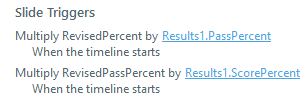 Slide Triggers
Multiply RevisedPercent by Results1.PassPercent
When the timeline starts
Multiply RevisedPassPercent by Results1.ScorePercent
When the timeline starts